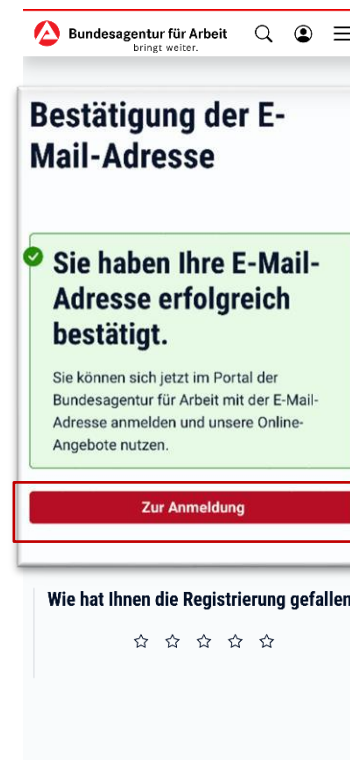 Bundesagentur für Arbeit
bringt weiter.
Bestätigung der E-
Mail-Adresse
Sie haben Ihre E-Mail-
Adresse erfolgreich
bestätigt.
Sie können sich jetzt im Portal der
Bundesagentur für Arbeit mit der E-Mail-
Adresse anmelden und unsere Online-
Angebote nutzen.
Zur Anmeldung
Wie hat Ihnen die Registrierung gefallen